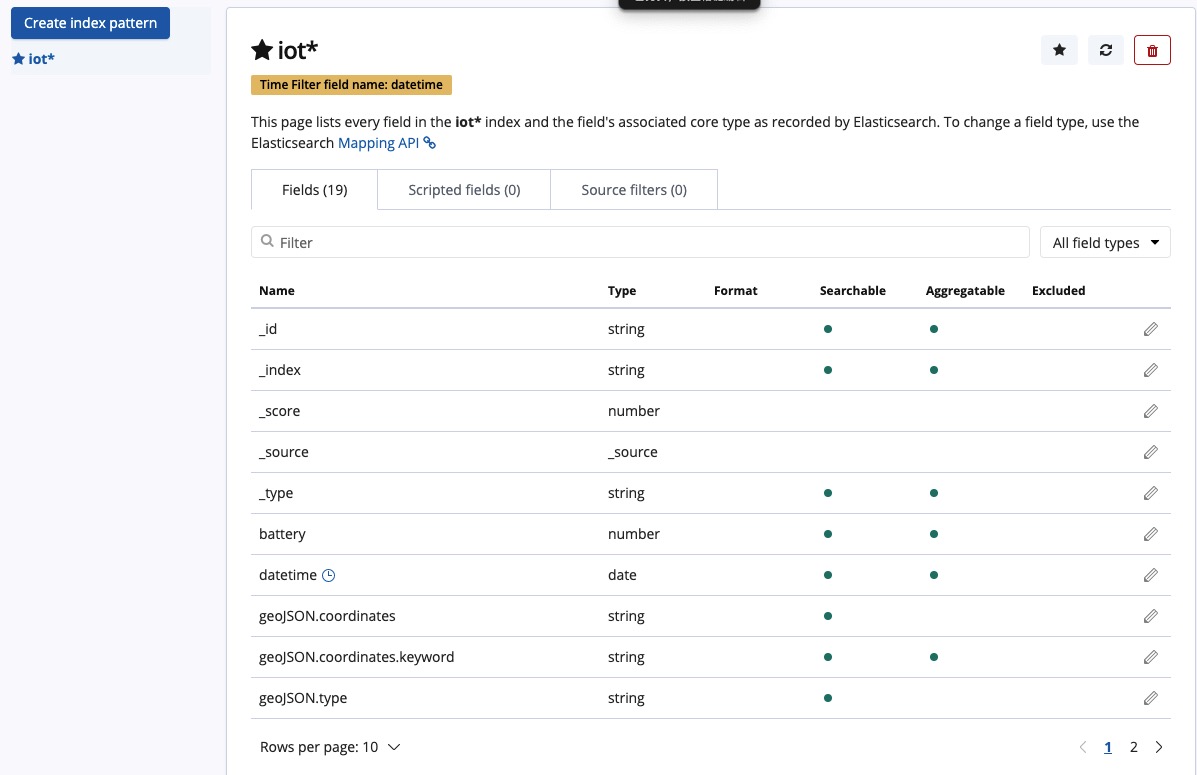 Create index pattern
iot*
iot*
Time Filter field name: datetime
This page lists every field in the iot* index and the field's associated core type as recorded by Elasticsearch. To change a field type, use the
Elasticsearch Mapping API
Fields (19) Scripted fields (0) Source filters (0)
Filter All field types
Name Type Format Searchable Aggregatable Excluded
_id string
_index string
_score number
_source _source
_type string
battery number
datetime date
geoJSON.coordinates string
geoJSON.coordinates.keyword string
geoJSON.type string
Rows per page: 10 1 2